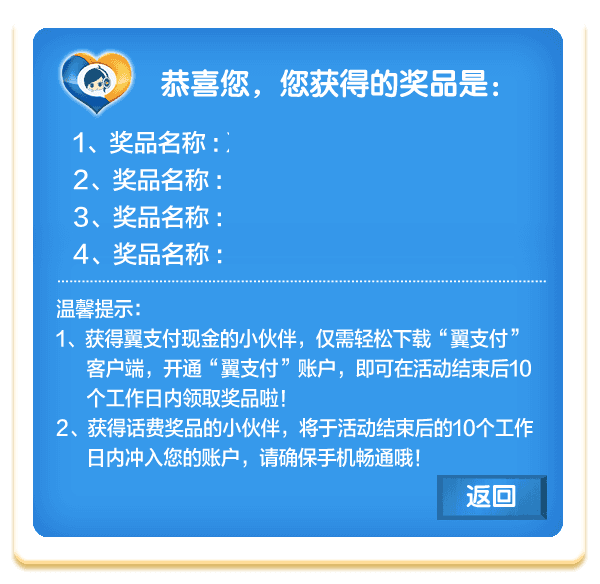 恭喜您，您获得的奖品是：
1、奖品名称：
2、奖品名称：
3、奖品名称：
4、奖品名称：
温馨提示：
1、获得翼支付现金的小伙伴，仅需轻松下载“翼支付”
客户端，开通“翼支付”账户，即可在活动结束后10
个工作日内领取奖品啦！
2、获得话费奖品的小伙伴，将于活动结束后的10个工作
日内冲入您的账户，请确保手机畅通哦！
返回